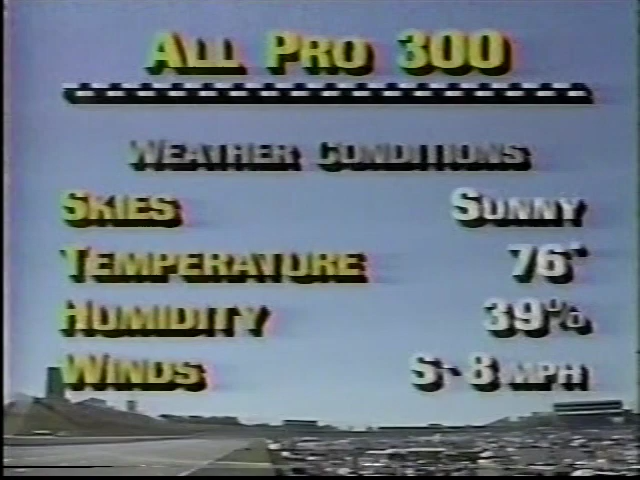 ALL PRO 300
WEATHER CONDITIONS
SKIES SUNNY
TEMPERATURE 76°
HUMIDITY 39%
WINDS S-8 MPH